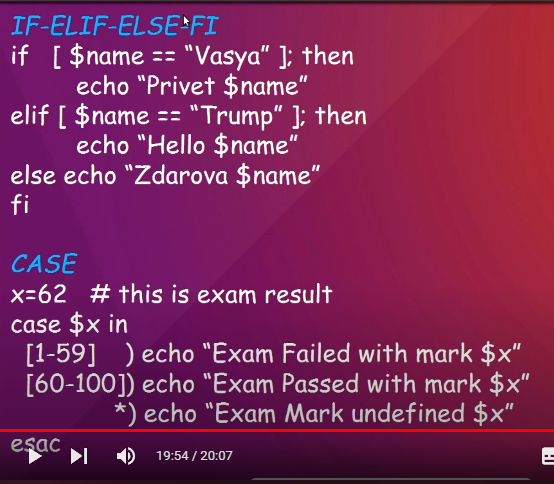 IF-ELIF-ELSE-FI
if [ $name == “Vasya” ]; then
echo “Privet $name”
elif [ $name == “Trump” ]; then
echo “Hello $name”
else echo “Zdarova $name”
fi
CASE
x=62 # this is exam result
case $x in
[1-59] ) echo “Exam Failed with mark $x”
[60-100]) echo “Exam Passed with mark $x”
*) echo “Exam Mark undefined $x”
esac
19:54 / 20:07